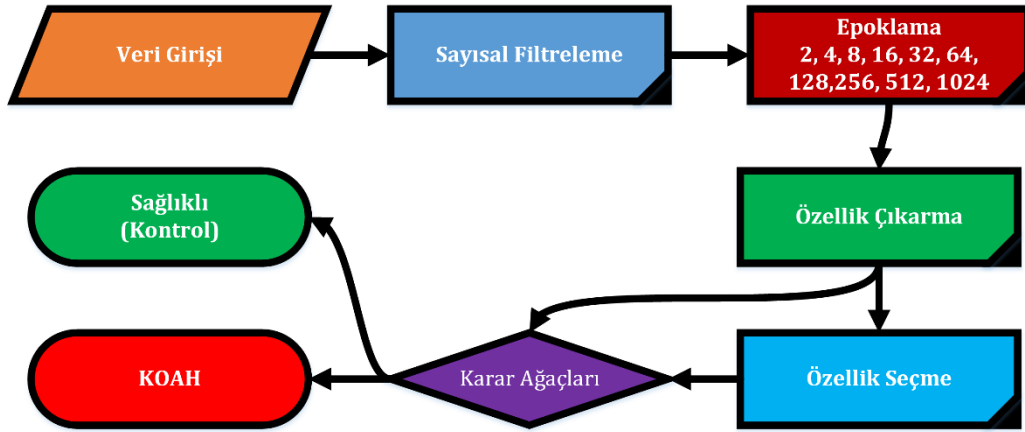 Veri Girişi
Sayısal Filtreleme
Epoklama
2, 4, 8, 16, 32, 64,
128,256, 512, 1024
Özellik Çıkarma
Özellik Seçme
Karar Ağaçları
Sağlıklı
(Kontrol)
KOAH